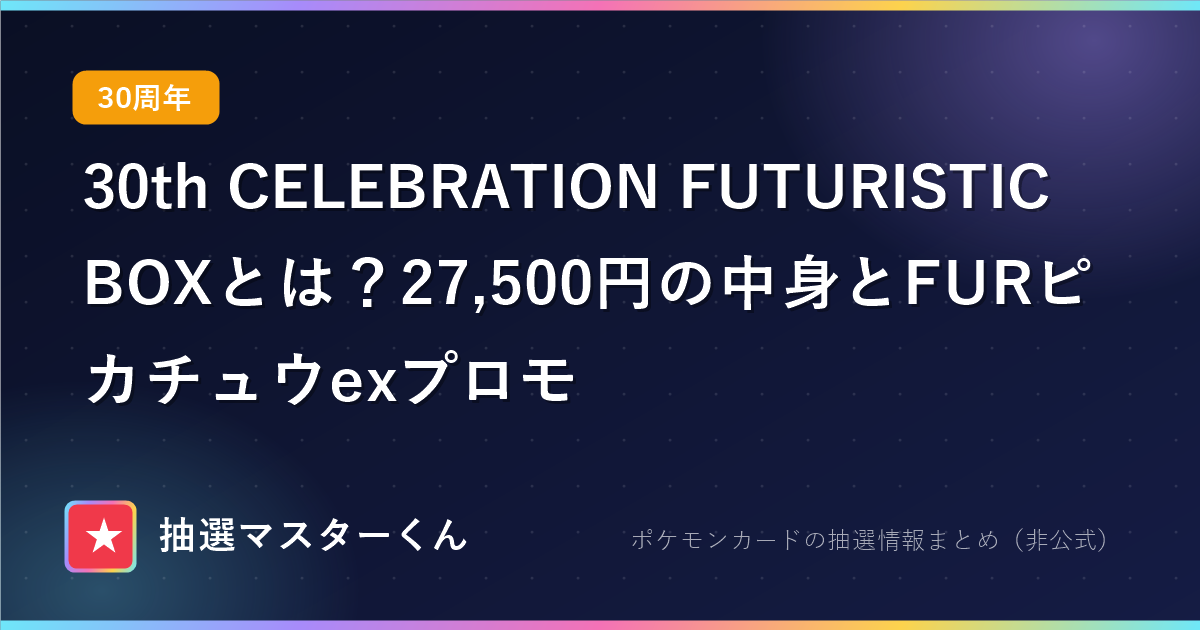 30周年
30th CELEBRATION FUTURISTIC
BOXとは？27,500円の中身とFURピ
カチュウexプロモ
抽選マスターくん
ポケモンカードの抽選情報まとめ（非公式）